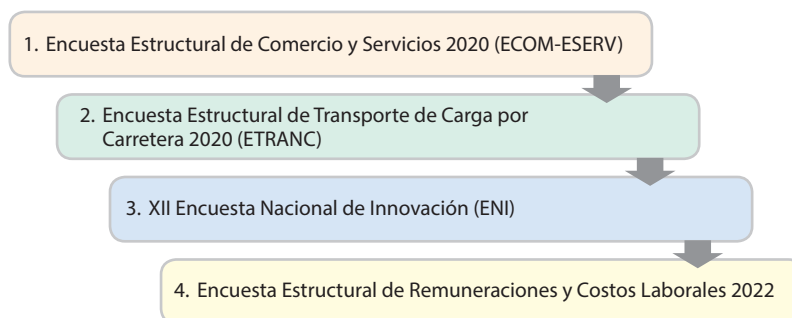 1. Encuesta Estructural de Comercio y Servicios 2020 (ECOM-ESERV)
2. Encuesta Estructural de Transporte de Carga por
Carretera 2020 (ETRANC)
3. XII Encuesta Nacional de Innovación (ENI)
4. Encuesta Estructural de Remuneraciones y Costos Laborales 2022